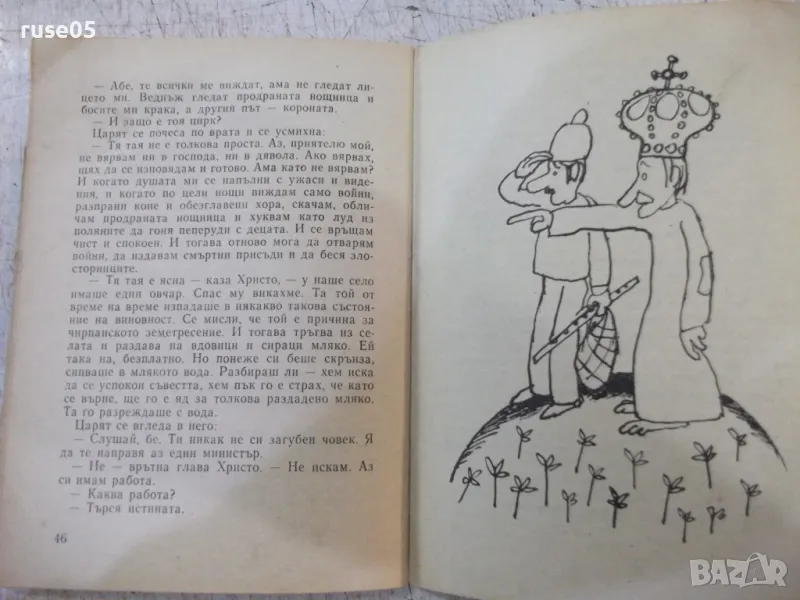 ruse05
— Абе, те всички ме виждат, ама не гледат ли-
цето ми. Веднъж гледат продраната нощница и
босите ми крака, а другия път — короната.
— И защо е тоя цирк?
Царят се почеса по врата и се усмихна:
— Тя тая не е толкова проста. Аз, приятелю мой,
не вярвам ни в господа, ни в дявола. Ако вярвах,
щях да се изповядам и готово. Ама като не вярвам?
И когато душата ми се напълни с ужаси и виде-
ния, и когато по цели нощи виждам само войни,
разпрани коне и обезглавени хора, скачам, обли-
чам продраната нощница и хуквам като луд из
поляните да гоня пеперуди с децата. И се връщам
чист и спокоен. И тогава отново мога да отварям
войни, да издавам смъртни присъди и да беся зло-
сторниците.
— Тя тая е ясна — каза Христо, — у наше село
имаше един овчар. Спас му викахме. Та той от
време на време изпадаше в някакво такова състоя-
ние на виновност. Се мисли, че той е причина за
чирпанското земетресение. И тогава тръгва из се-
лата и раздава на вдовици и сираци мляко. Ей
така на, безплатно. Но понеже си беше скръндза,
сипваше в млякото вода. Разбираш ли — хем иска
да се успокои съвестта, хем пък го е страх, че като
се върне, ще го е яд за толкова раздадено мляко.
Та го разреждаше с вода.
Царят се вгледа в него:
— Слушай, бе. Ти никак не си загубен човек. Я
да те направя аз един министър.
— Не — врътна глава Христо. — Не искам. Аз
си имам работа.
— Каква работа?
— Търся истината.
46
BAZAR
bazar.bg